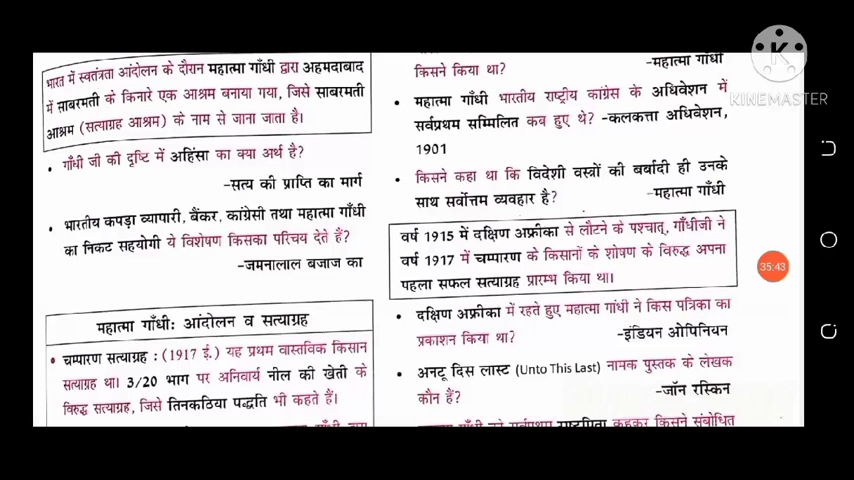 भारत में स्वतंत्रता आंदोलन के दौरान महात्मा गाँधी द्वारा अहमदाबाद
में साबरमती के किनारे एक आश्रम बनाया गया, जिसे साबरमती
आश्रम (सत्याग्रह आश्रम) के नाम से जाना जाता है।
• गाँधी जी की दृष्टि में अहिंसा का क्या अर्थ है?
-सत्य की प्राप्ति का मार्ग
• भारतीय कपड़ा व्यापारी, बैंकर, कांग्रेसी तथा महात्मा गाँधी
का निकट सहयोगी ये विशेषण किसका परिचय देते हैं?
-जमनालाल बजाज का
महात्मा गाँधी: आंदोलन व सत्याग्रह
• चम्पारण सत्याग्रह : (1917 ई.) यह प्रथम वास्तविक किसान
सत्याग्रह था। 3/20 भाग पर अनिवार्य नील की खेती के
विरुद्ध सत्याग्रह, जिसे तिनकठिया पद्धति भी कहते हैं।
किसने किया था?
-महात्मा गाँधी
• महात्मा गाँधी भारतीय राष्ट्रीय कांग्रेस के अधिवेशन में
सर्वप्रथम सम्मिलित कब हुए थे? -कलकत्ता अधिवेशन,
1901
• किसने कहा था कि विदेशी वस्त्रों की बर्बादी ही उनके
साथ सर्वोत्तम व्यवहार है?
-महात्मा गाँधी
वर्ष 1915 में दक्षिण अफ्रीका से लौटने के पश्चात्, गाँधीजी ने
वर्ष 1917 में चम्पारण के किसानों के शोषण के विरुद्ध अपना
पहला सफल सत्याग्रह प्रारम्भ किया था।
• दक्षिण अफ्रीका में रहते हुए महात्मा गाँधी ने किस पत्रिका का
प्रकाशन किया था?
-इंडियन ओपिनियन
• अनटू दिस लास्ट (Unto This Last) नामक पुस्तक के लेखक
कौन हैं?
-जॉन रस्किन
गाँधी को सर्वप्रथम राष्ट्रपिता कहकर किसने संबोधित
KINEMASTER
35:43